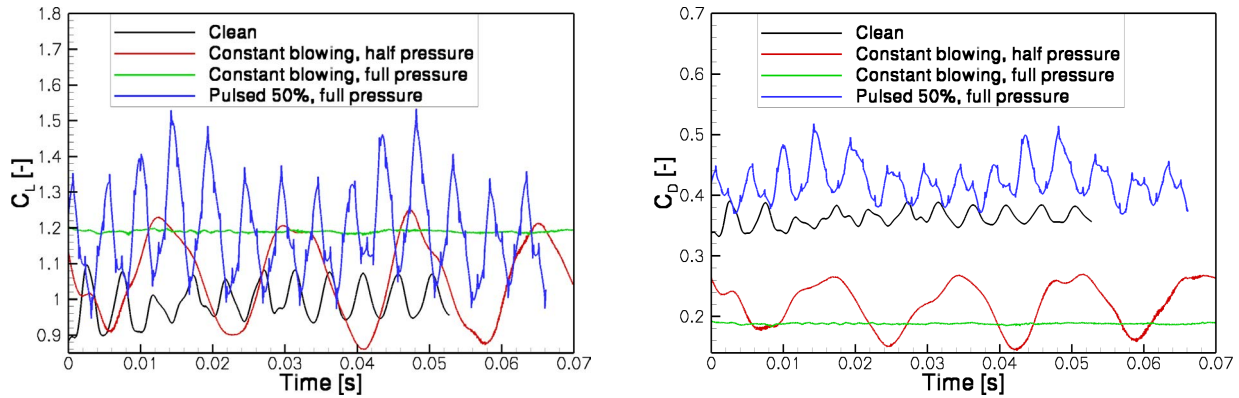 Clean
Constant blowing, half pressure
Constant blowing, full pressure
Pulsed 50%, full pressure
1.8
1.7
1.6
1.5
1.4
1.3
1.2
1.1
1
0.9
C_L [-]
0 0.01 0.02 0.03 0.04 0.05 0.06 0.07
Time [s]
Clean
Constant blowing, half pressure
Constant blowing, full pressure
Pulsed 50%, full pressure
0.7
0.6
0.5
0.4
0.3
0.2
C_D [-]
0 0.01 0.02 0.03 0.04 0.05 0.06 0.07
Time [s]